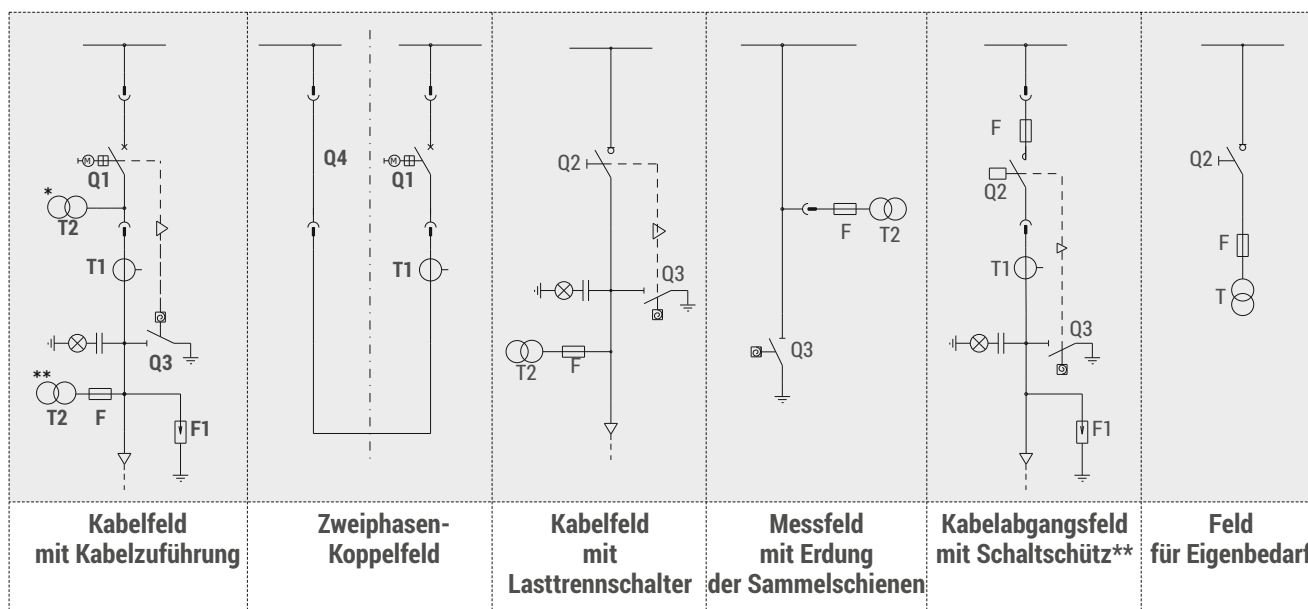 M
Q1
*
T2
T1
Q3
**
T2
F
F1
Kabelfeld
mit Kabelzuführung
Q4
M
Q1
T1
Zweiphasen-
Koppelfeld
Q2
Q3
T2
F
Kabelfeld
mit
Lasttrennschalter
F
T2
Q3
Messfeld
mit Erdung
der Sammelschienen
F
Q2
T1
Q3
F1
Kabelabgangsfeld
mit Schaltschütz**
Q2
F
T
Feld
für Eigenbedarf